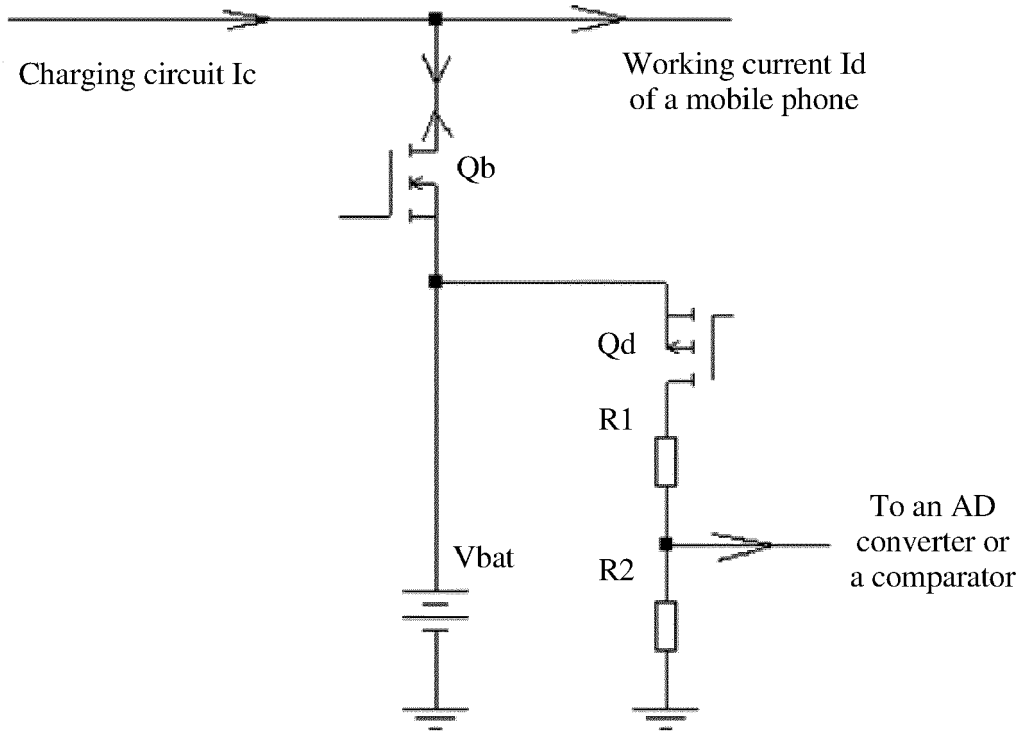 Charging circuit Ic
Working current Id
of a mobile phone
Qb
Qd
R1
To an AD
converter or
a comparator
Vbat
R2